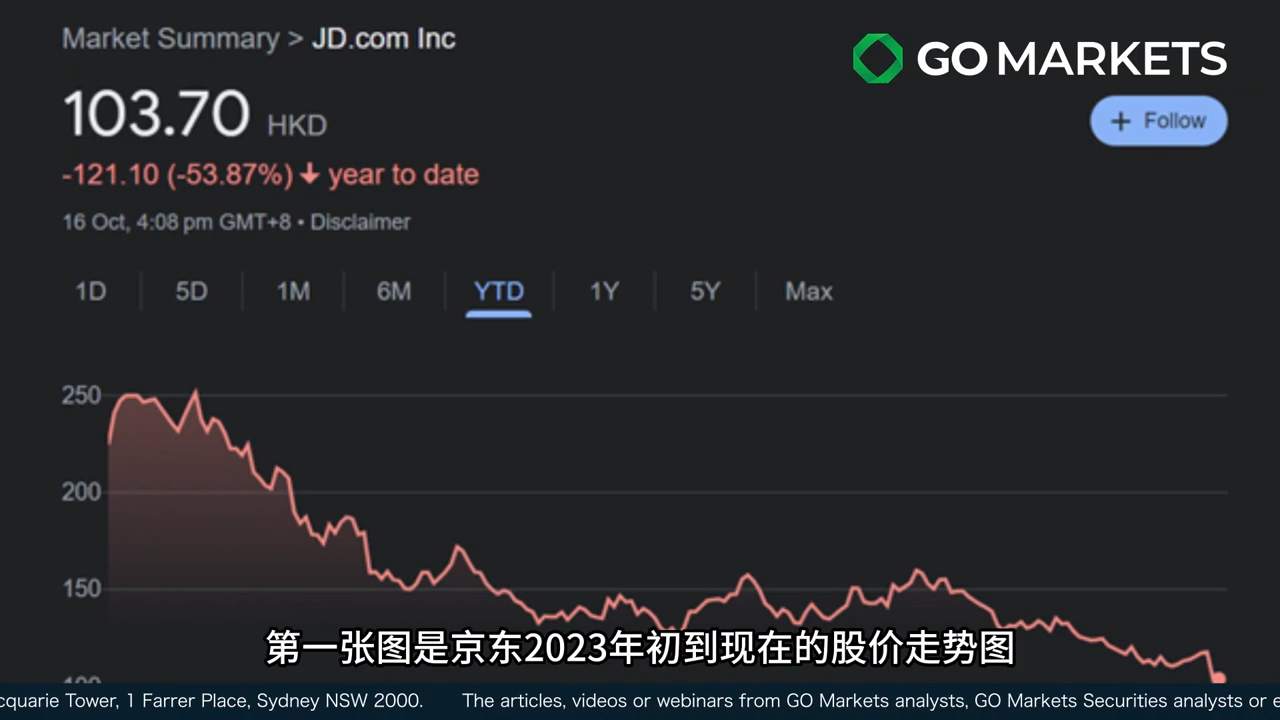 Market Summary > JD.com Inc
GO MARKETS
103.70 HKD
+ Follow
-121.10 (-53.87%) ↓ year to date
16 Oct, 4:08 pm GMT+8 • Disclaimer
1D 5D 1M 6M YTD 1Y 5Y Max
250
200
150
第一张图是京东2023年初到现在的股价走势图
cquarie Tower, 1 Farrer Place, Sydney NSW 2000. The articles, videos or webinars from GO Markets analysts, GO Markets Securities analysts or e